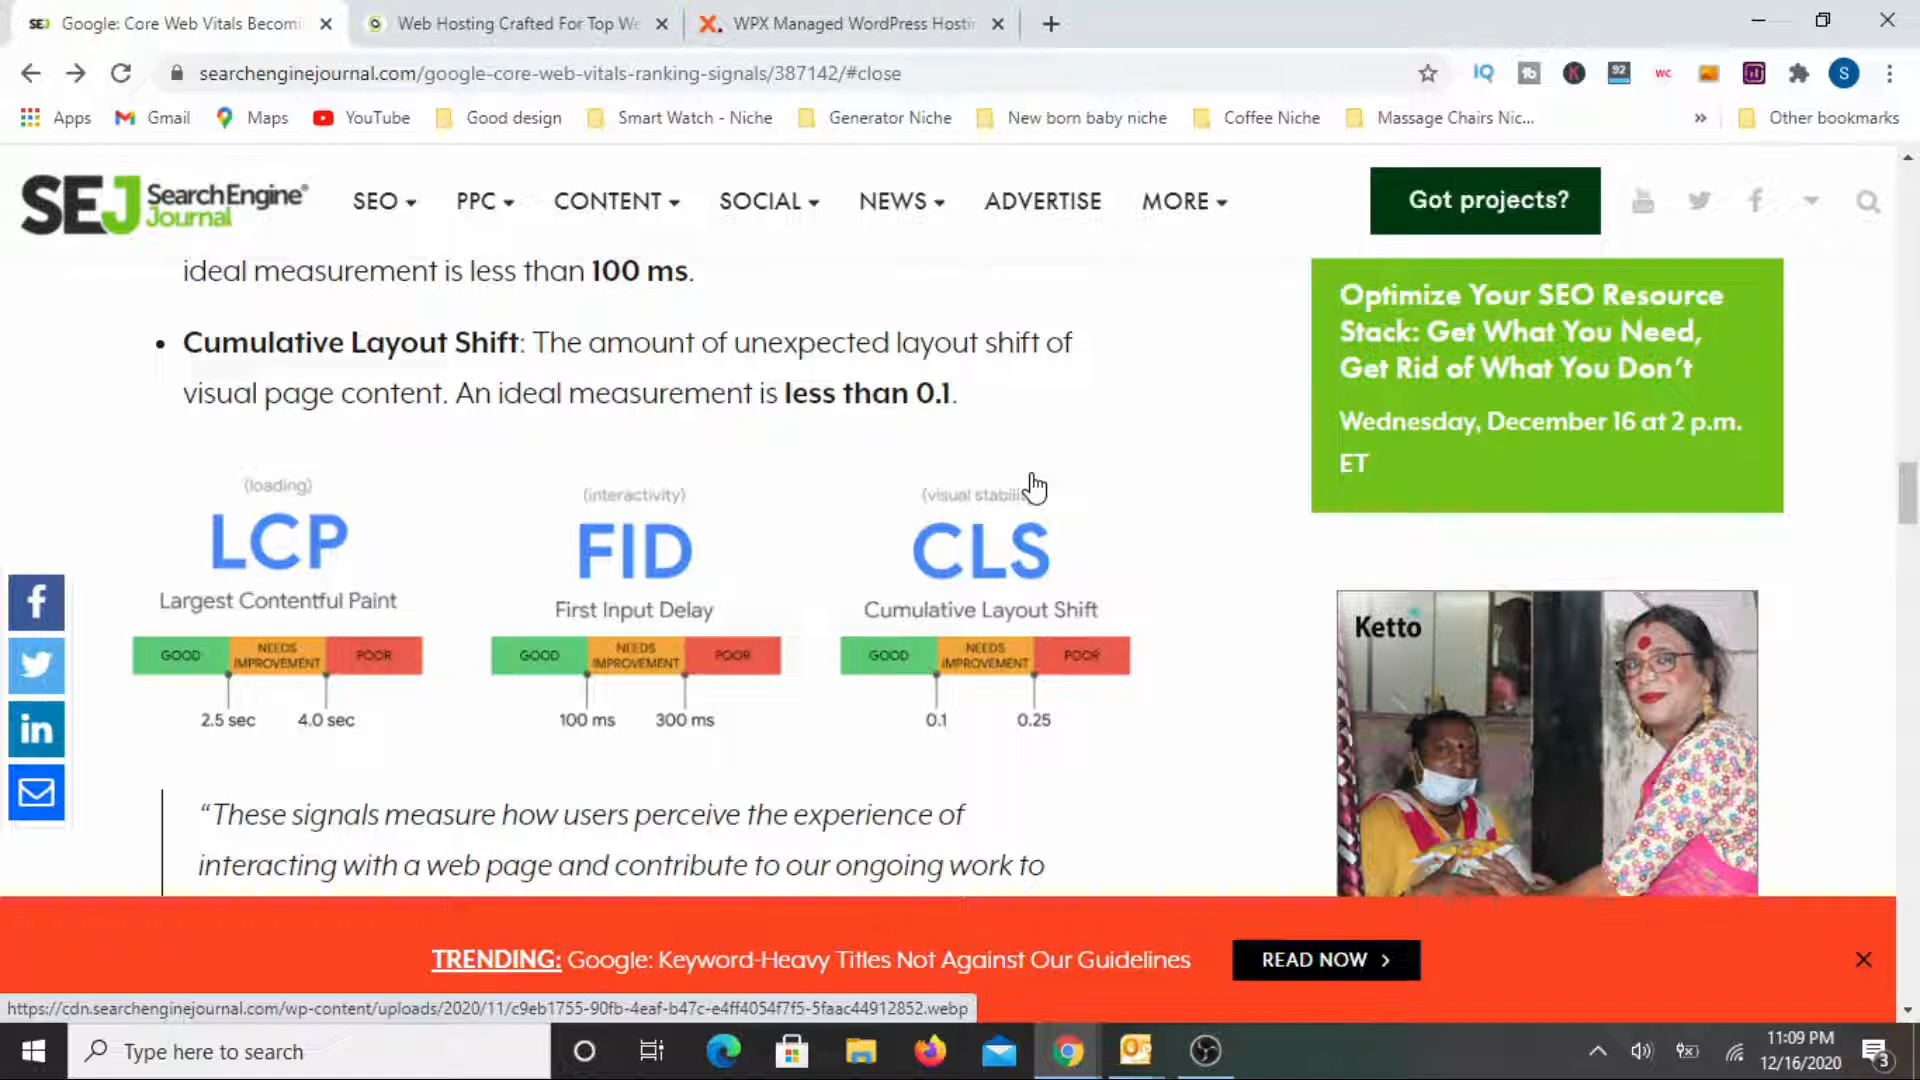 Google: Core Web Vitals Becomi
Web Hosting Crafted For Top We
WPX Managed WordPress Hosti
searchenginejournal.com/google-core-web-vitals-ranking-signals/387142/#close
Apps
Gmail
Maps
YouTube
Good design
Smart Watch - Niche
Generator Niche
New born baby niche
Coffee Niche
Massage Chairs Nic...
Other bookmarks
SEJ SearchEngine® Journal
SEO
PPC
CONTENT
SOCIAL
NEWS
ADVERTISE
MORE
Got projects?
ideal measurement is less than 100 ms.
• Cumulative Layout Shift: The amount of unexpected layout shift of
visual page content. An ideal measurement is less than 0.1.
(loading)
LCP
Largest Contentful Paint
GOOD
NEEDS IMPROVEMENT
POOR
2.5 sec
4.0 sec
(interactivity)
FID
First Input Delay
GOOD
NEEDS IMPROVEMENT
POOR
100 ms
300 ms
(visual stabili
CLS
Cumulative Layout Shift
GOOD
NEEDS IMPROVEMENT
POOR
0.1
0.25
“These signals measure how users perceive the experience of
interacting with a web page and contribute to our ongoing work to
Optimize Your SEO Resource
Stack: Get What You Need,
Get Rid of What You Don’t
Wednesday, December 16 at 2 p.m.
ET
Ketto
TRENDING: Google: Keyword-Heavy Titles Not Against Our Guidelines
READ NOW >
https://cdn.searchenginejournal.com/wp-content/uploads/2020/11/c9eb1755-90fb-4eaf-b47c-e4ff4054f7f5-5faac44912852.webp
Type here to search
11:09 PM
12/16/2020
3